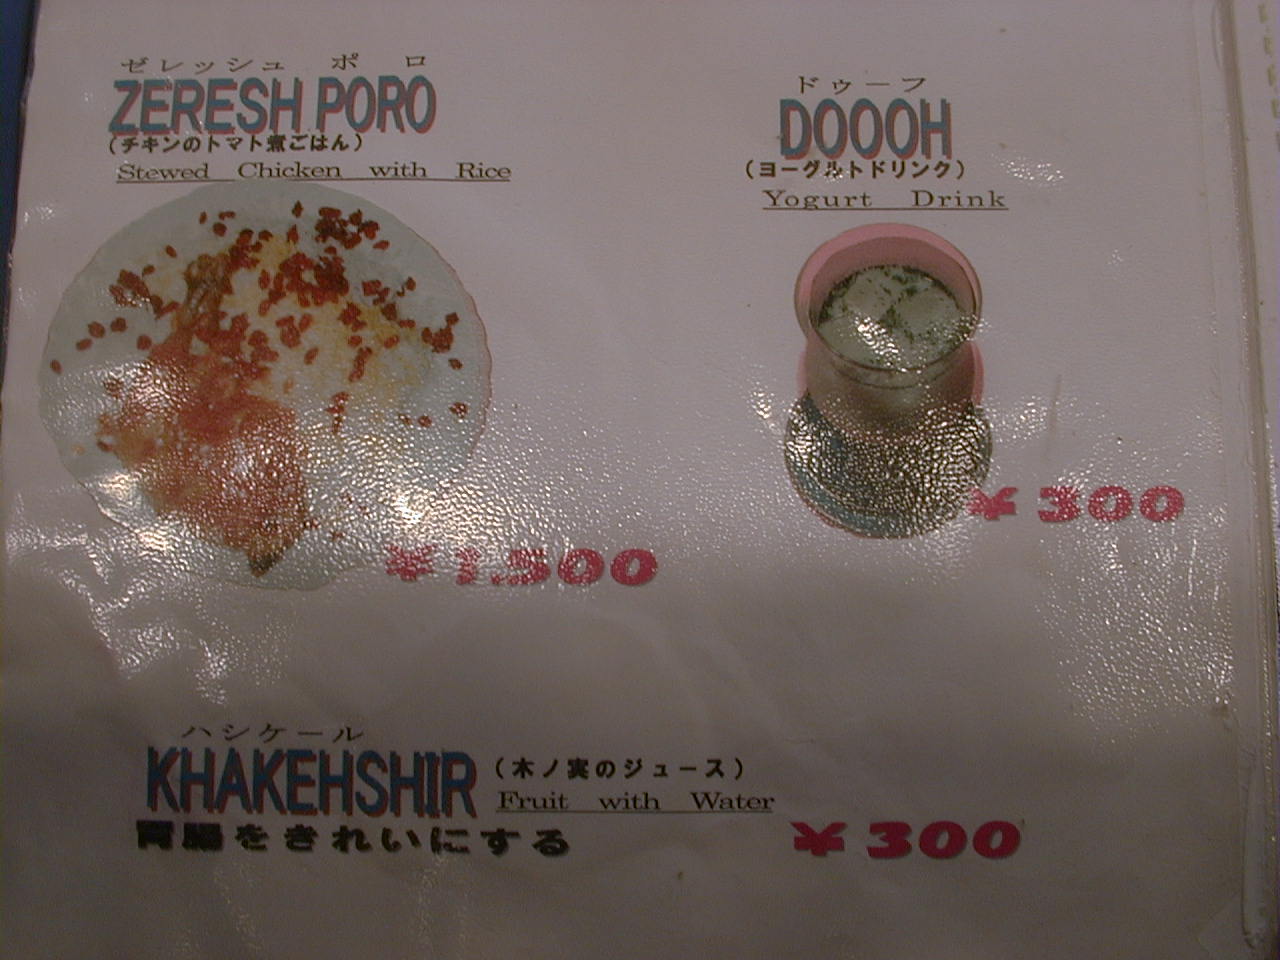 ゼレッシュ ポロ
ZERESH PORO
(チキンのトマト煮ごはん)
Stewed Chicken with Rice
¥1,500
ドゥーフ
DOOOH
(ヨーグルトドリンク)
Yogurt Drink
¥300
ハシケール
KHAKEHSHIR (木ノ実のジュース)
Fruit with Water
胃腸をきれいにする
¥300